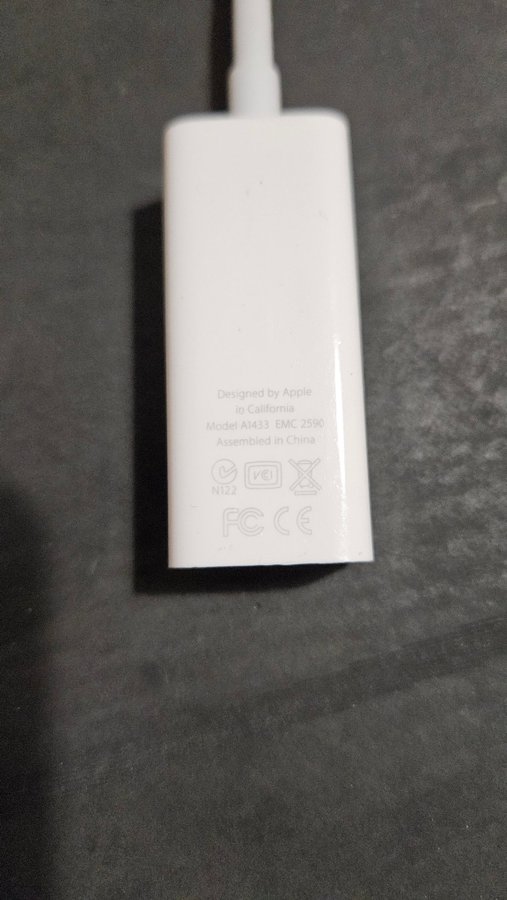 Designed by Apple
in California
Model A1433 EMC 2590
Assembled in China
N122 VCI
FC CE